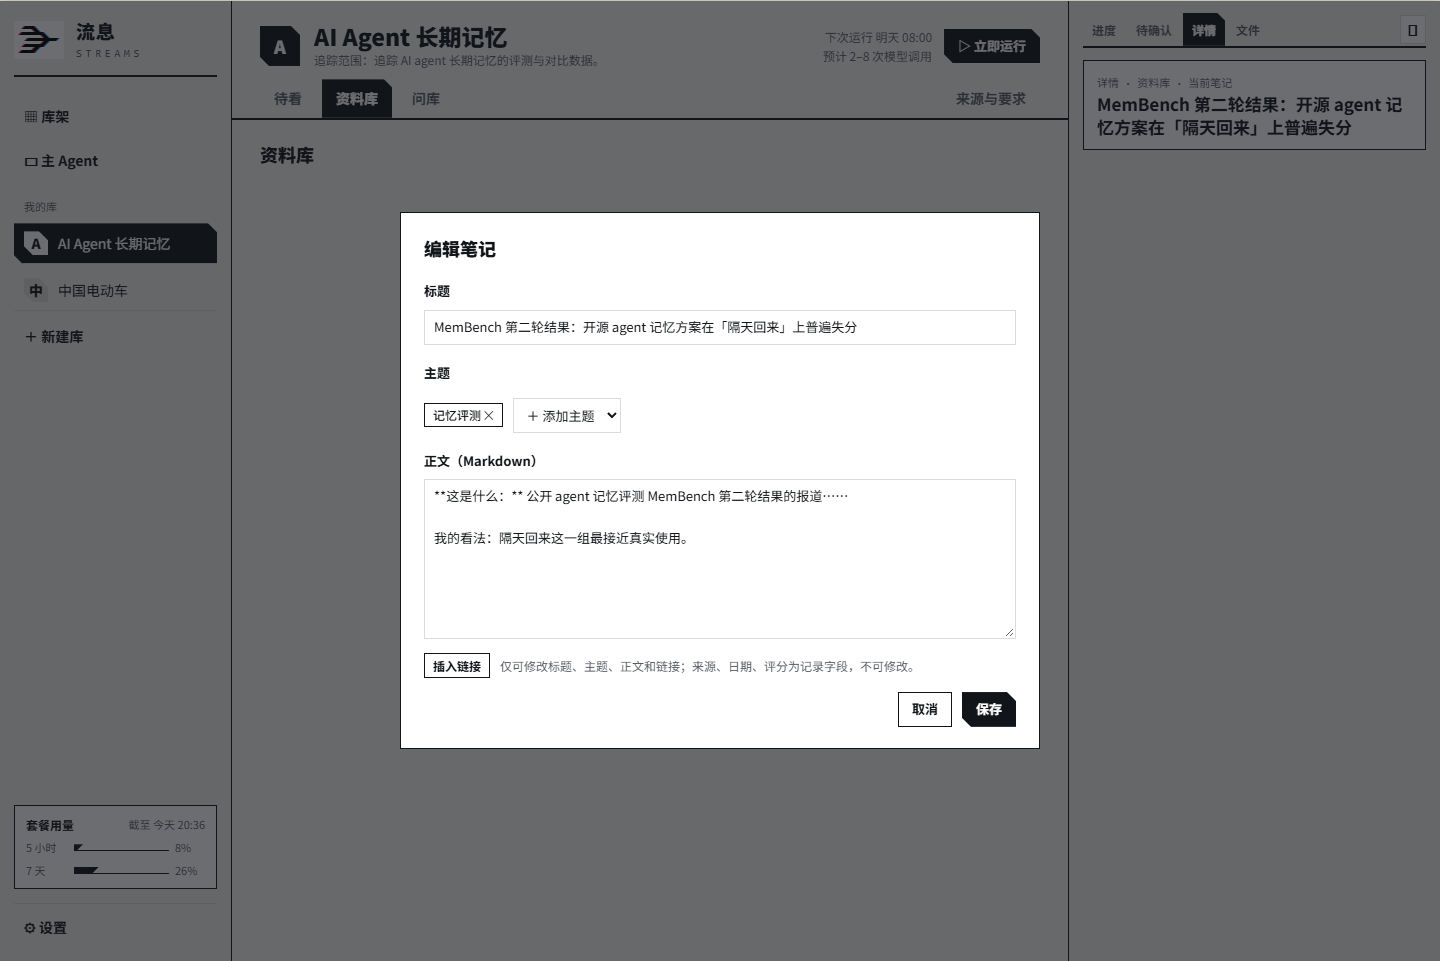 流息
STREAMS
库架
主 Agent
我的库
A AI Agent 长期记忆
中 中国电动车
＋ 新建库
套餐用量 截至 今天 20:36
5 小时 8%
7 天 26%
设置
A AI Agent 长期记忆
追踪范围：追踪 AI agent 长期记忆的评测与对比数据。
下次运行 明天 08:00
预计 2–8 次模型调用
▷ 立即运行
待看 资料库 问库 来源与要求
资料库
编辑笔记
标题
MemBench 第二轮结果：开源 agent 记忆方案在「隔天回来」上普遍失分
主题
记忆评测 ╳ ＋ 添加主题
正文（Markdown）
**这是什么：** 公开 agent 记忆评测 MemBench 第二轮结果的报道……
我的看法：隔天回来这一组最接近真实使用。
插入链接 仅可修改标题、主题、正文和链接；来源、日期、评分为记录字段，不可修改。
取消 保存
进度 待确认 详情 文件
详情 · 资料库 · 当前笔记
MemBench 第二轮结果：开源 agent 记
忆方案在「隔天回来」上普遍失分